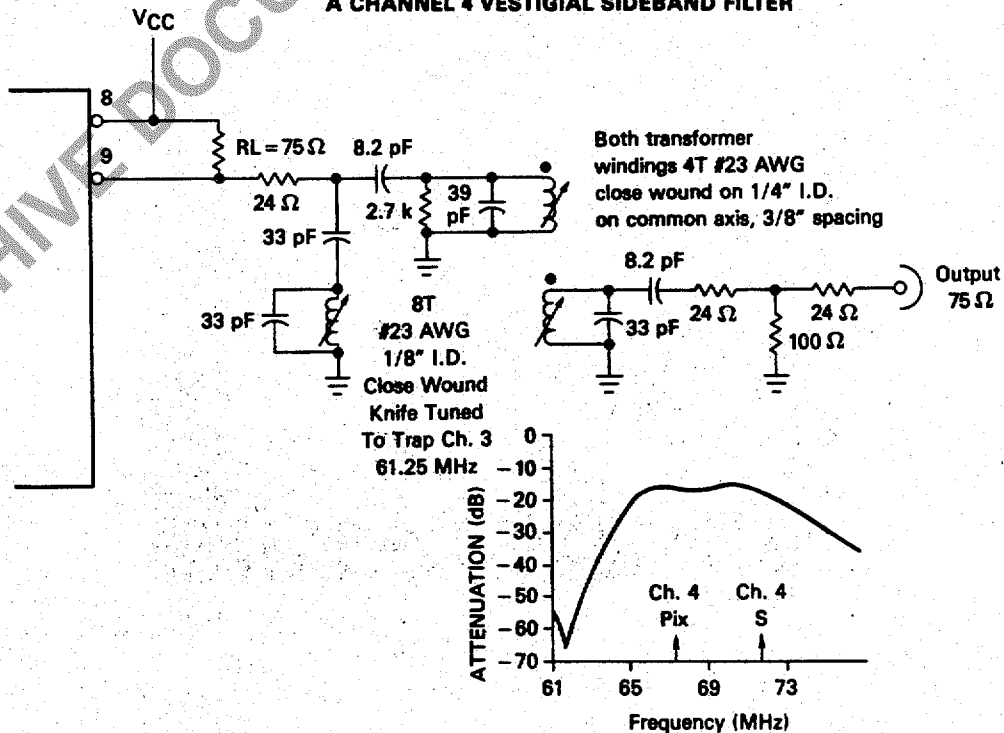 A CHANNEL 4 VESTIGIAL SIDEBAND FILTER
VCC
8
9
RL = 75 Ω
24 Ω
8.2 pF
2.7 k
39
pF
33 pF
33 pF
8T
#23 AWG
1/8" I.D.
Close Wound
Knife Tuned
To Trap Ch. 3
61.25 MHz
Both transformer
windings 4T #23 AWG
close wound on 1/4" I.D.
on common axis, 3/8" spacing
8.2 pF
33 pF
24 Ω
24 Ω
100 Ω
Output
75 Ω
ATTENUATION (dB)
0
-10
-20
-30
-40
-50
-60
-70
Ch. 4
Pix
Ch. 4
S
61
65
69
73
Frequency (MHz)
HIVE DOCU